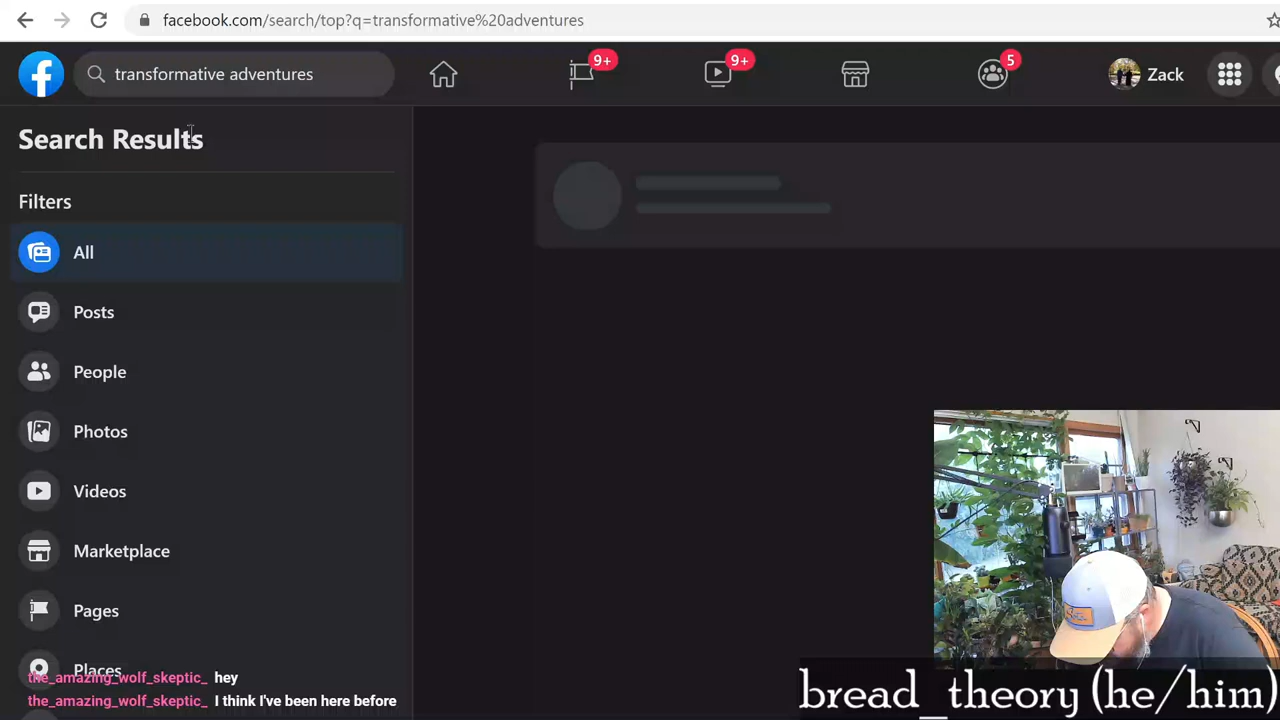 facebook.com/search/top?q=transformative%20adventures
transformative adventures
9+
9+
5
Zack
Search Results
Filters
All
Posts
People
Photos
Videos
Marketplace
Pages
Places
the_amazing_wolf_skeptic_ hey
the_amazing_wolf_skeptic_ I think I've been here before
bread_theory (he/him)